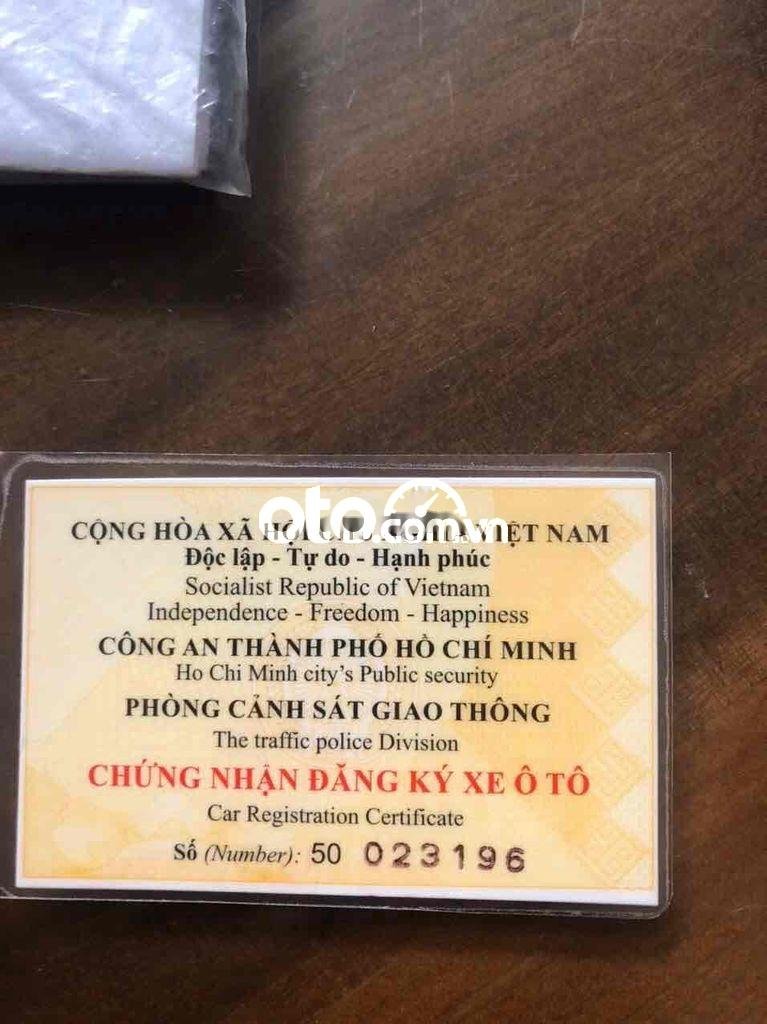 oto.com.vn
CỘNG HÒA XÃ HỘI CHỦ NGHĨA VIỆT NAM
Độc lập - Tự do - Hạnh phúc
Socialist Republic of Vietnam
Independence - Freedom - Happiness
CÔNG AN THÀNH PHỐ HỒ CHÍ MINH
Ho Chi Minh city's Public security
PHÒNG CẢNH SÁT GIAO THÔNG
The traffic police Division
CHỨNG NHẬN ĐĂNG KÝ XE Ô TÔ
Car Registration Certificate
Số (Number): 50 023196